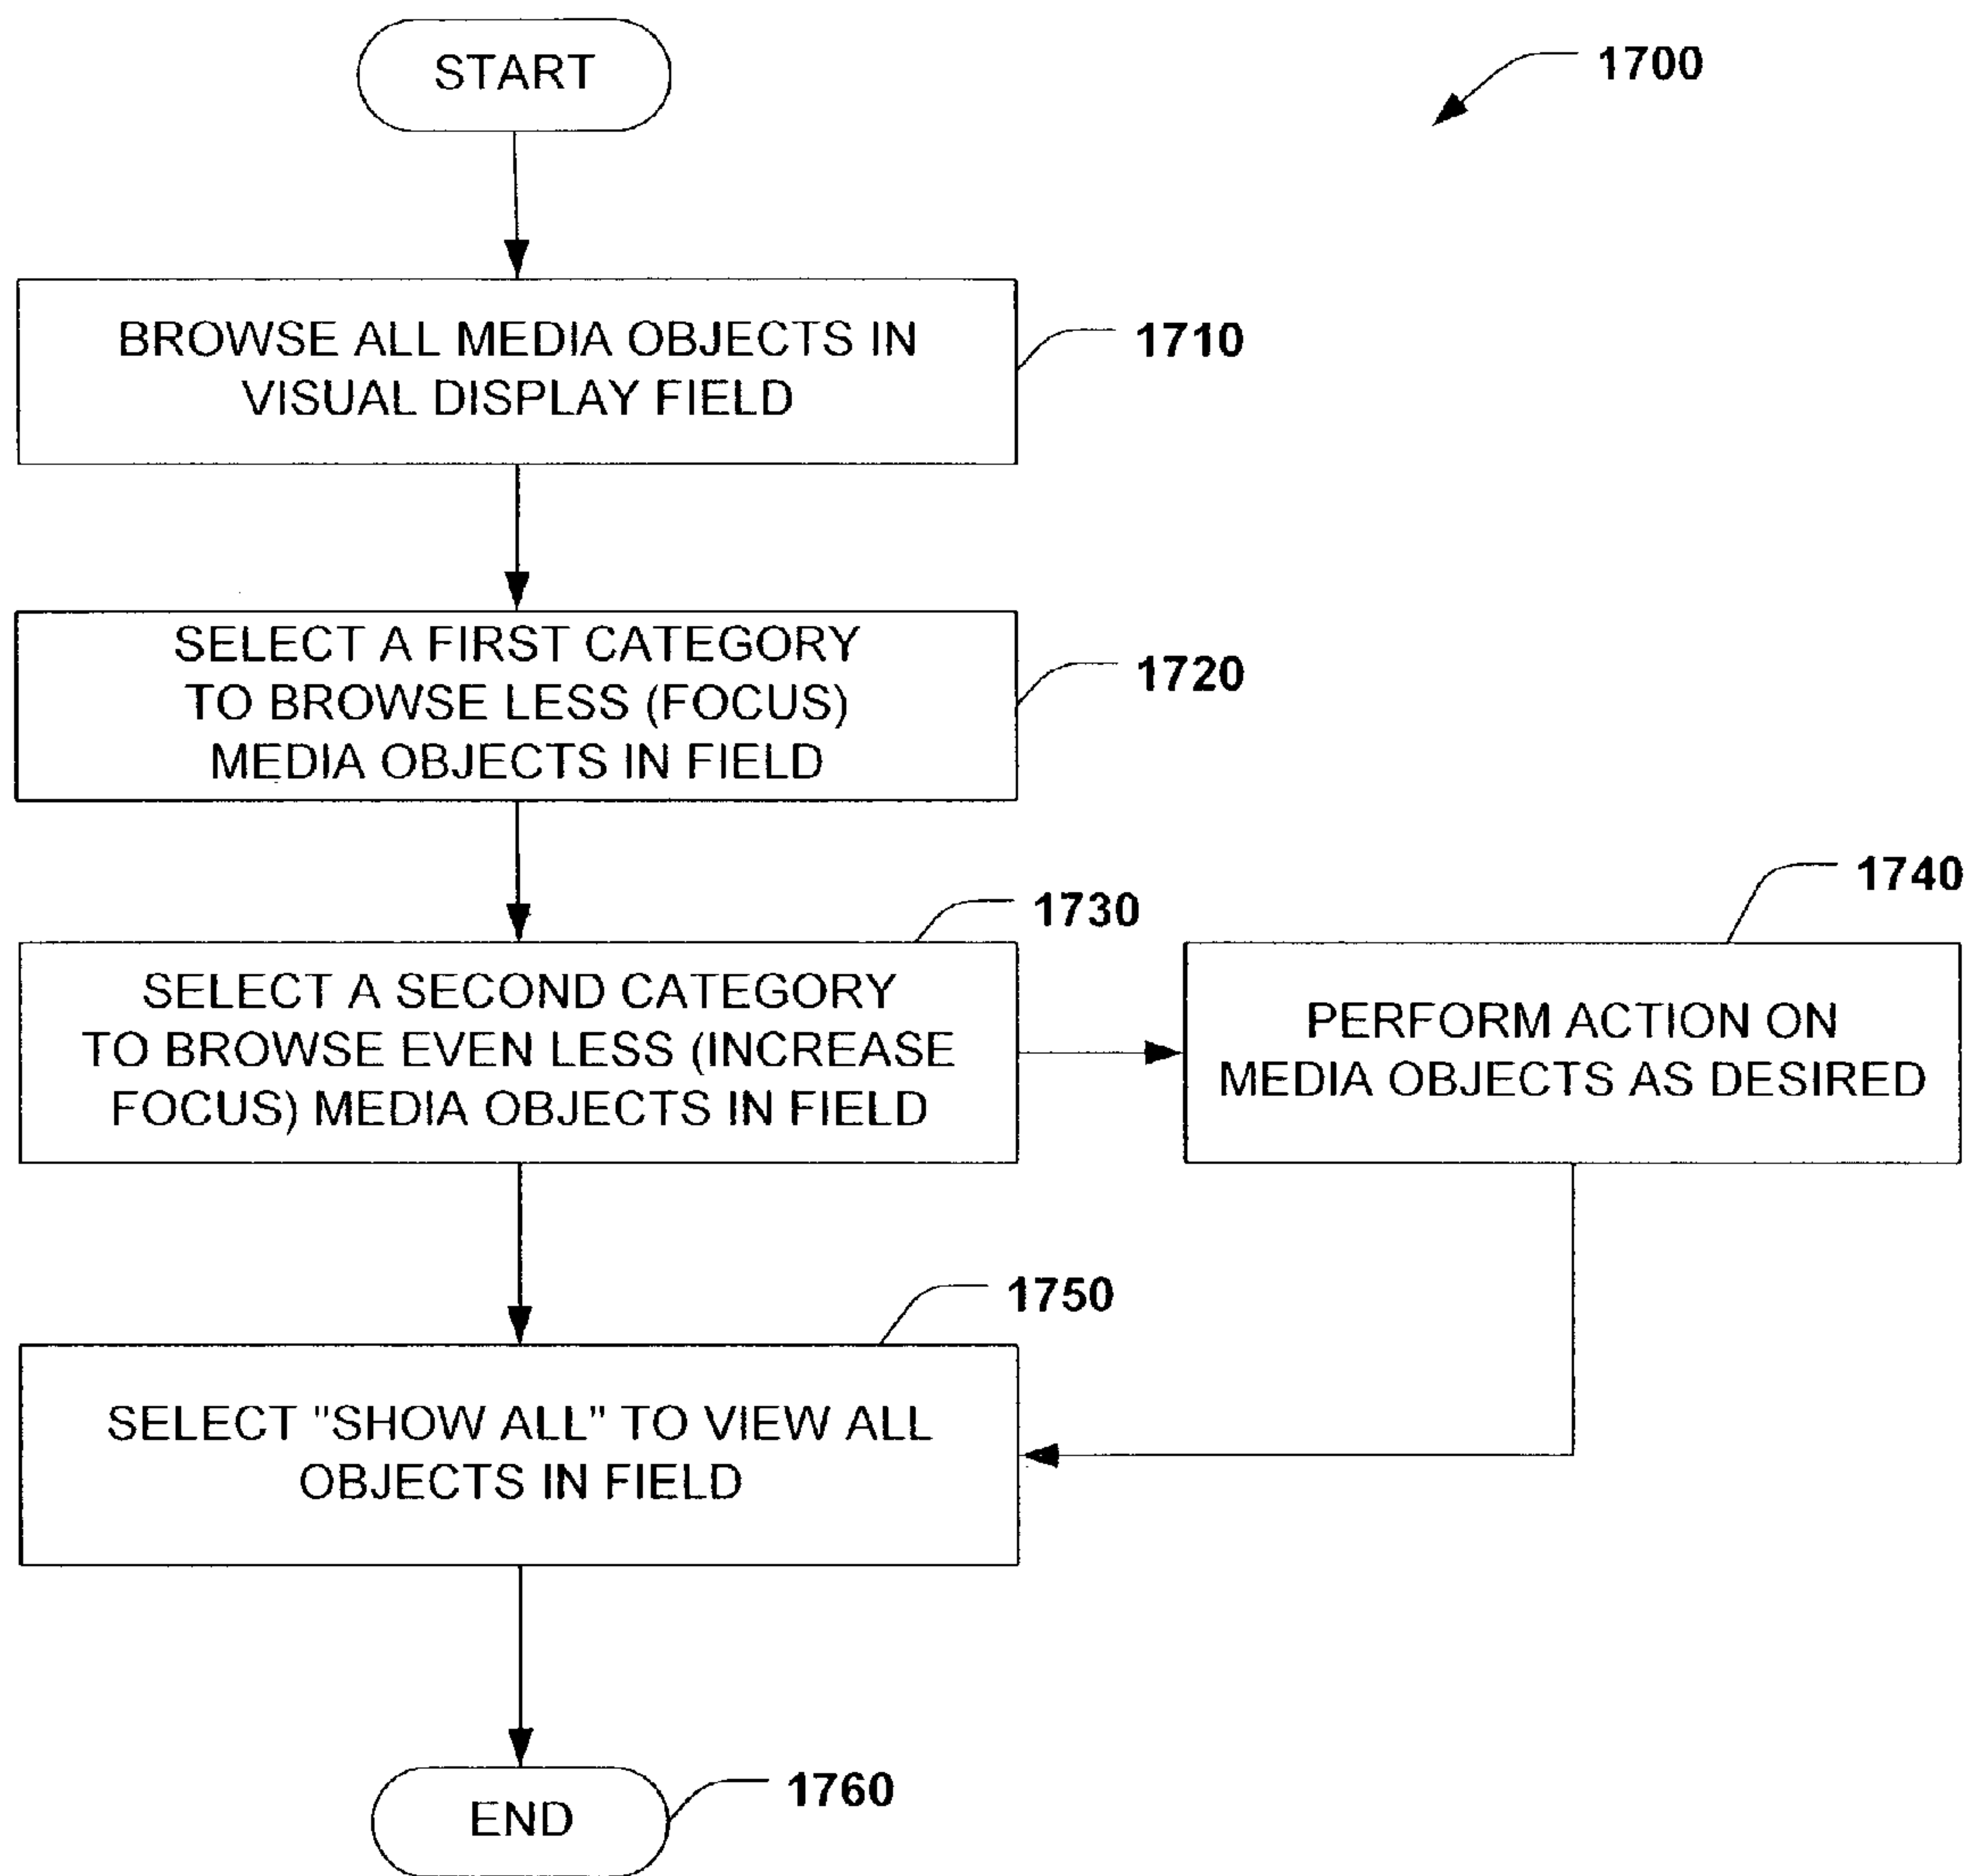 START
1700
BROWSE ALL MEDIA OBJECTS IN
VISUAL DISPLAY FIELD
1710
SELECT A FIRST CATEGORY
TO BROWSE LESS (FOCUS)
MEDIA OBJECTS IN FIELD
1720
SELECT A SECOND CATEGORY
TO BROWSE EVEN LESS (INCREASE
FOCUS) MEDIA OBJECTS IN FIELD
1730
PERFORM ACTION ON
MEDIA OBJECTS AS DESIRED
1740
SELECT "SHOW ALL" TO VIEW ALL
OBJECTS IN FIELD
1750
END
1760